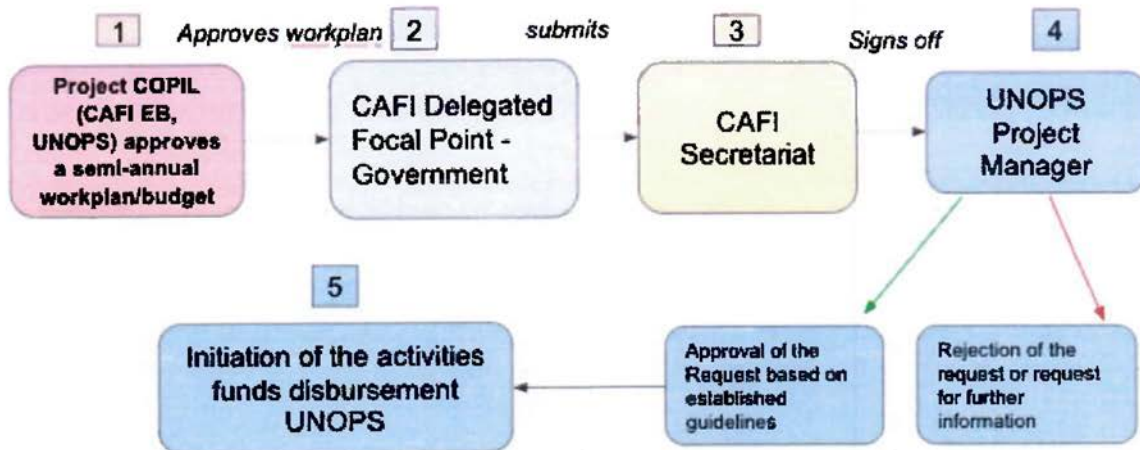 1
Approves workplan
2
submits
3
Signs off
4
Project COPIL
(CAFI EB,
UNOPS) approves
a semi-annual
workplan/budget
CAFI Delegated
Focal Point -
Government
CAFI
Secretariat
UNOPS
Project
Manager
5
Initiation of the activities
funds disbursement
UNOPS
Approval of the
Request based on
established
guidelines
Rejection of the
request or request
for further
information